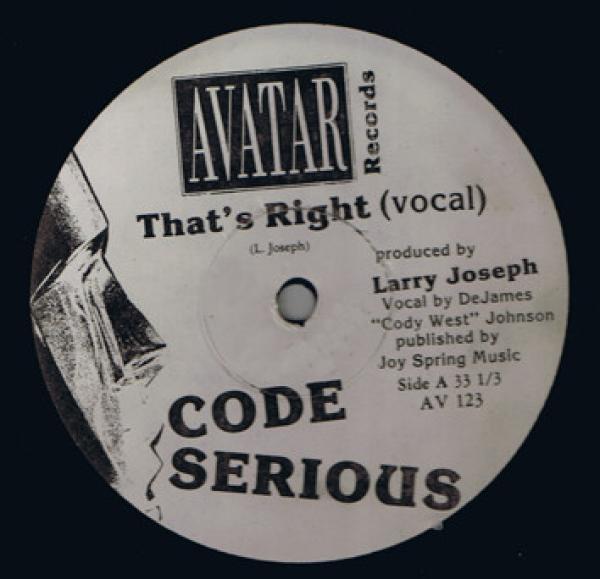 AVATAR
Records
That's Right (vocal)
(L. Joseph)
produced by
Larry Joseph
Vocal by DeJames
"Cody West" Johnson
published by
Joy Spring Music
Side A 33 1/3
AV 123
CODE
SERIOUS